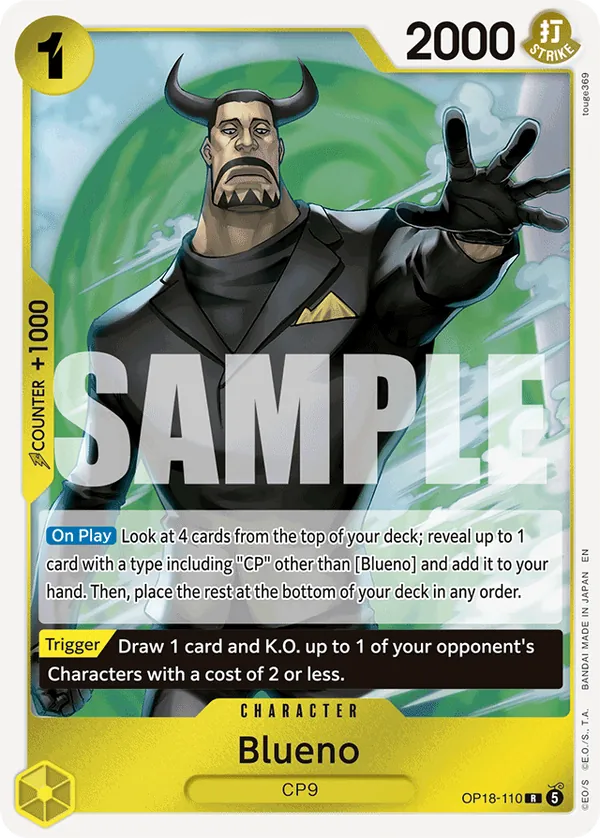 1
2000
打
STRIKE
touge369
COUNTER +1000
SAMPLE
On Play Look at 4 cards from the top of your deck; reveal up to 1
card with a type including "CP" other than [Blueno] and add it to your
hand. Then, place the rest at the bottom of your deck in any order.
Trigger Draw 1 card and K.O. up to 1 of your opponent's
Characters with a cost of 2 or less.
CHARACTER
Blueno
CP9
OP18-110 R 5
©E.O/S ©E.O./S., T.A. BANDAI MADE IN JAPAN EN